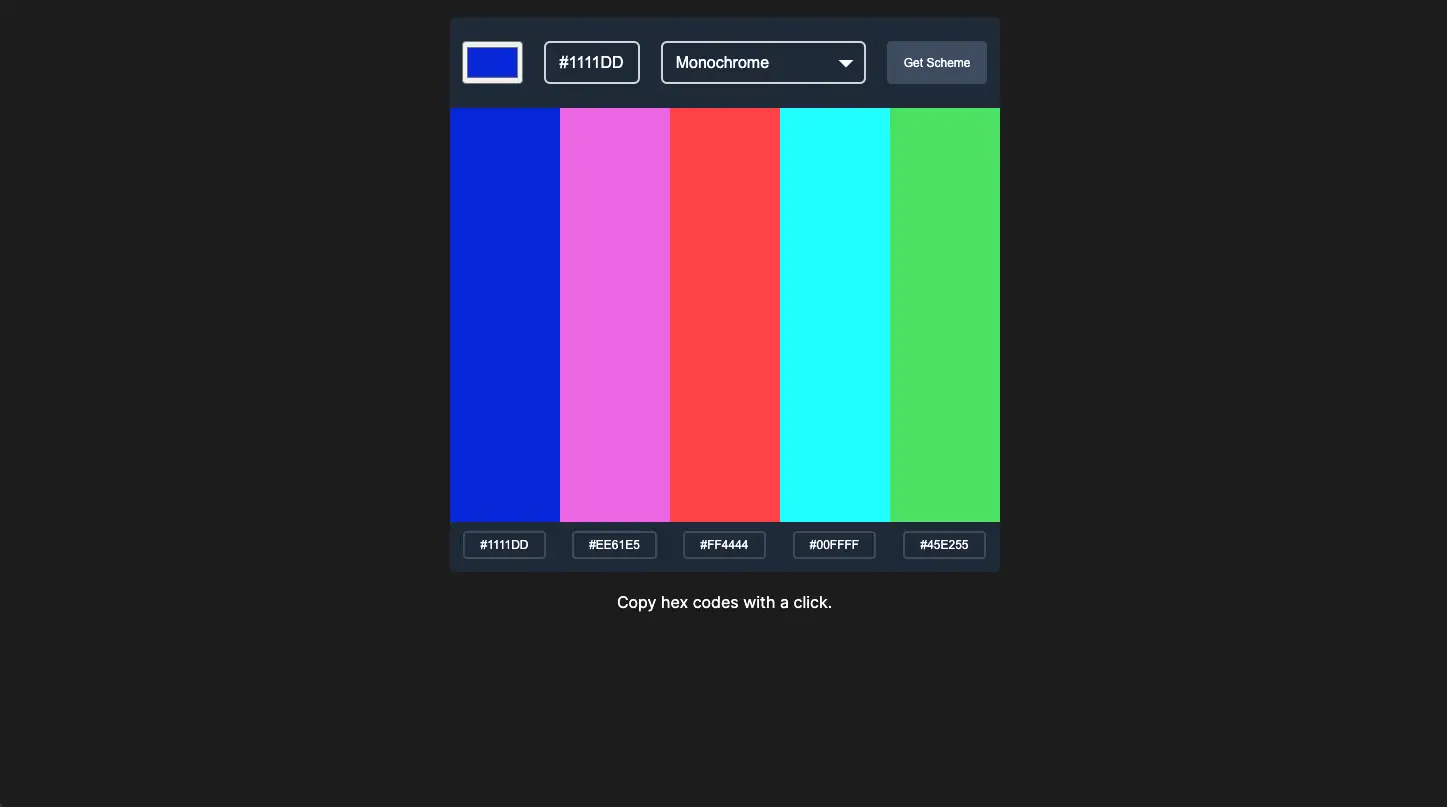 #1111DD Monochrome Get Scheme
#1111DD #EE61E5 #FF4444 #00FFFF #45E255
Copy hex codes with a click.